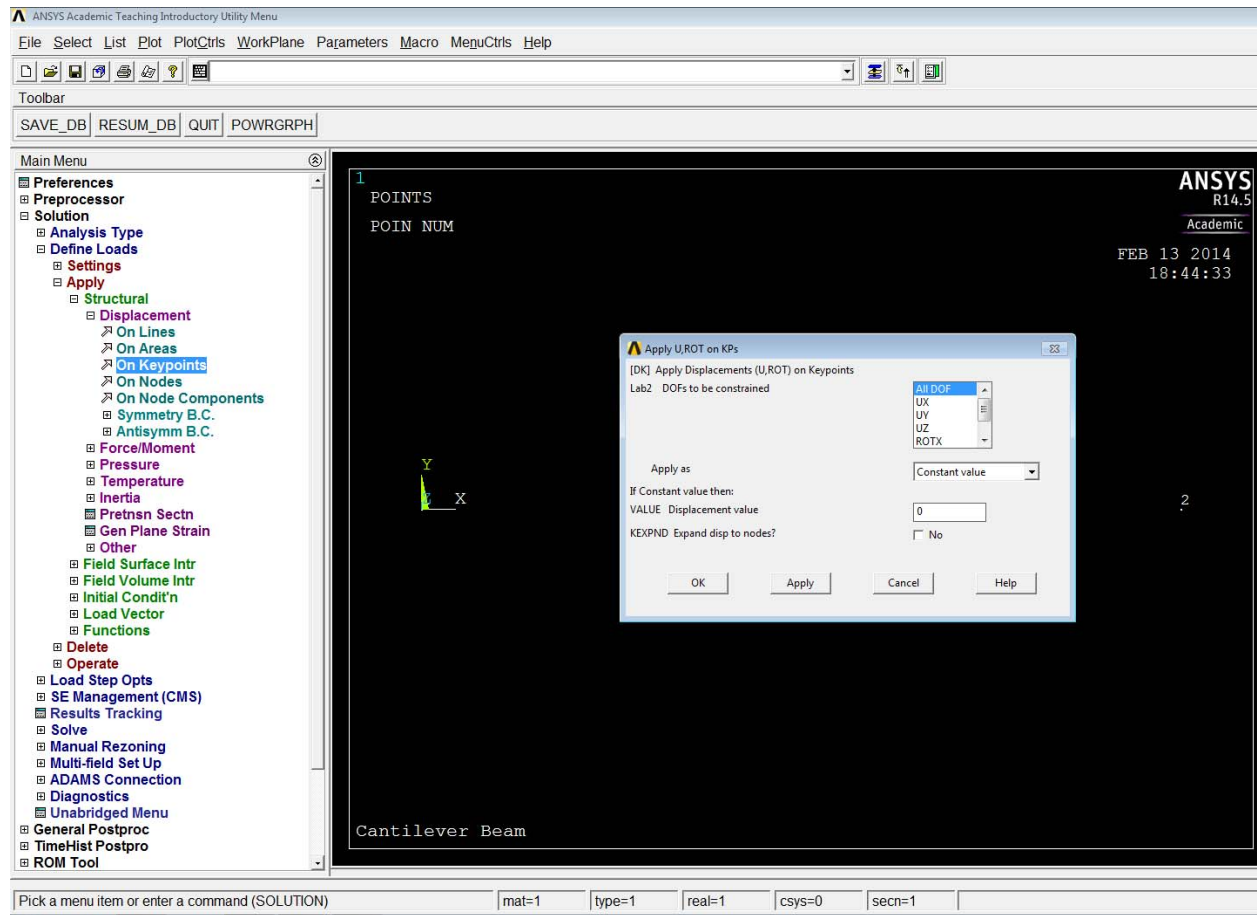 ANSYS Academic Teaching Introductory Utility Menu
File Select List Plot PlotCtrls WorkPlane Parameters Macro MenuCtrls Help
Toolbar
SAVE_DB RESUM_DB QUIT POWRGRPH
Main Menu
Preferences
Preprocessor
Solution
Analysis Type
Define Loads
Settings
Apply
Structural
Displacement
On Lines
On Areas
On Keypoints
On Nodes
On Node Components
Symmetry B.C.
Antisymm B.C.
Force/Moment
Pressure
Temperature
Inertia
Pretnsn Sectn
Gen Plane Strain
Other
Field Surface Intr
Field Volume Intr
Initial Condit'n
Load Vector
Functions
Delete
Operate
Load Step Opts
SE Management (CMS)
Results Tracking
Solve
Manual Rezoning
Multi-field Set Up
ADAMS Connection
Diagnostics
Unabridged Menu
General Postproc
TimeHist Postpro
ROM Tool
1
POINTS
POIN NUM
ANSYS
R14.5
Academic
FEB 13 2014
18:44:33
Y
X
2
Cantilever Beam
Apply U,ROT on KPs
[DK] Apply Displacements (U,ROT) on Keypoints
Lab2 DOFs to be constrained
All DOF
UX
UY
UZ
ROTX
Apply as Constant value
If Constant value then:
VALUE Displacement value 0
KEXPND Expand disp to nodes? No
OK Apply Cancel Help
Pick a menu item or enter a command (SOLUTION) mat=1 type=1 real=1 csys=0 secn=1